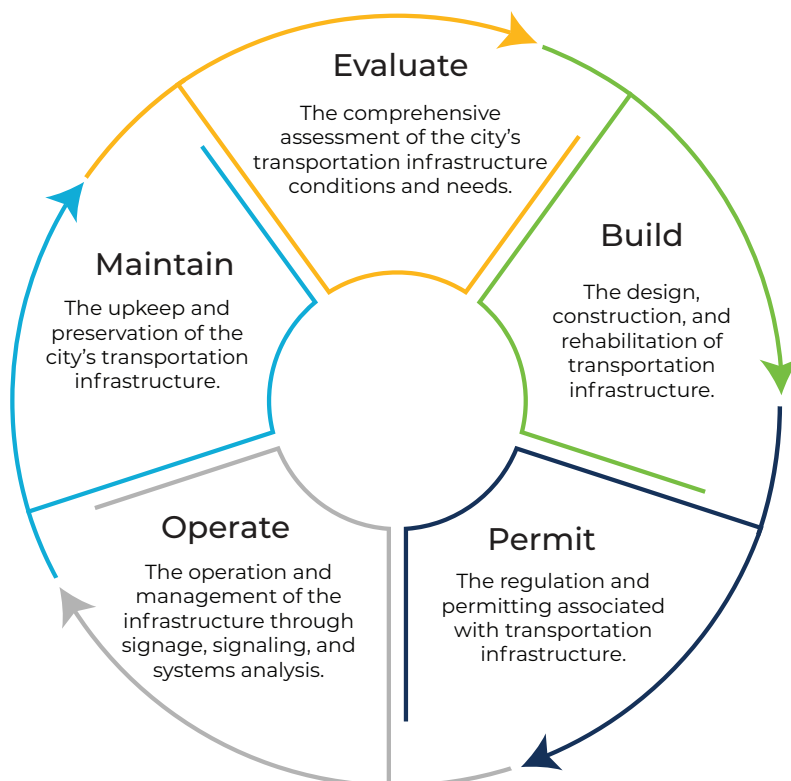 Evaluate
The comprehensive
assessment of the city’s
transportation infrastructure
conditions and needs.
Build
The design,
construction, and
rehabilitation of
transportation
infrastructure.
Permit
The regulation and
permitting associated
with transportation
infrastructure.
Operate
The operation and
management of the
infrastructure through
signage, signaling, and
systems analysis.
Maintain
The upkeep and
preservation of the
city’s transportation
infrastructure.